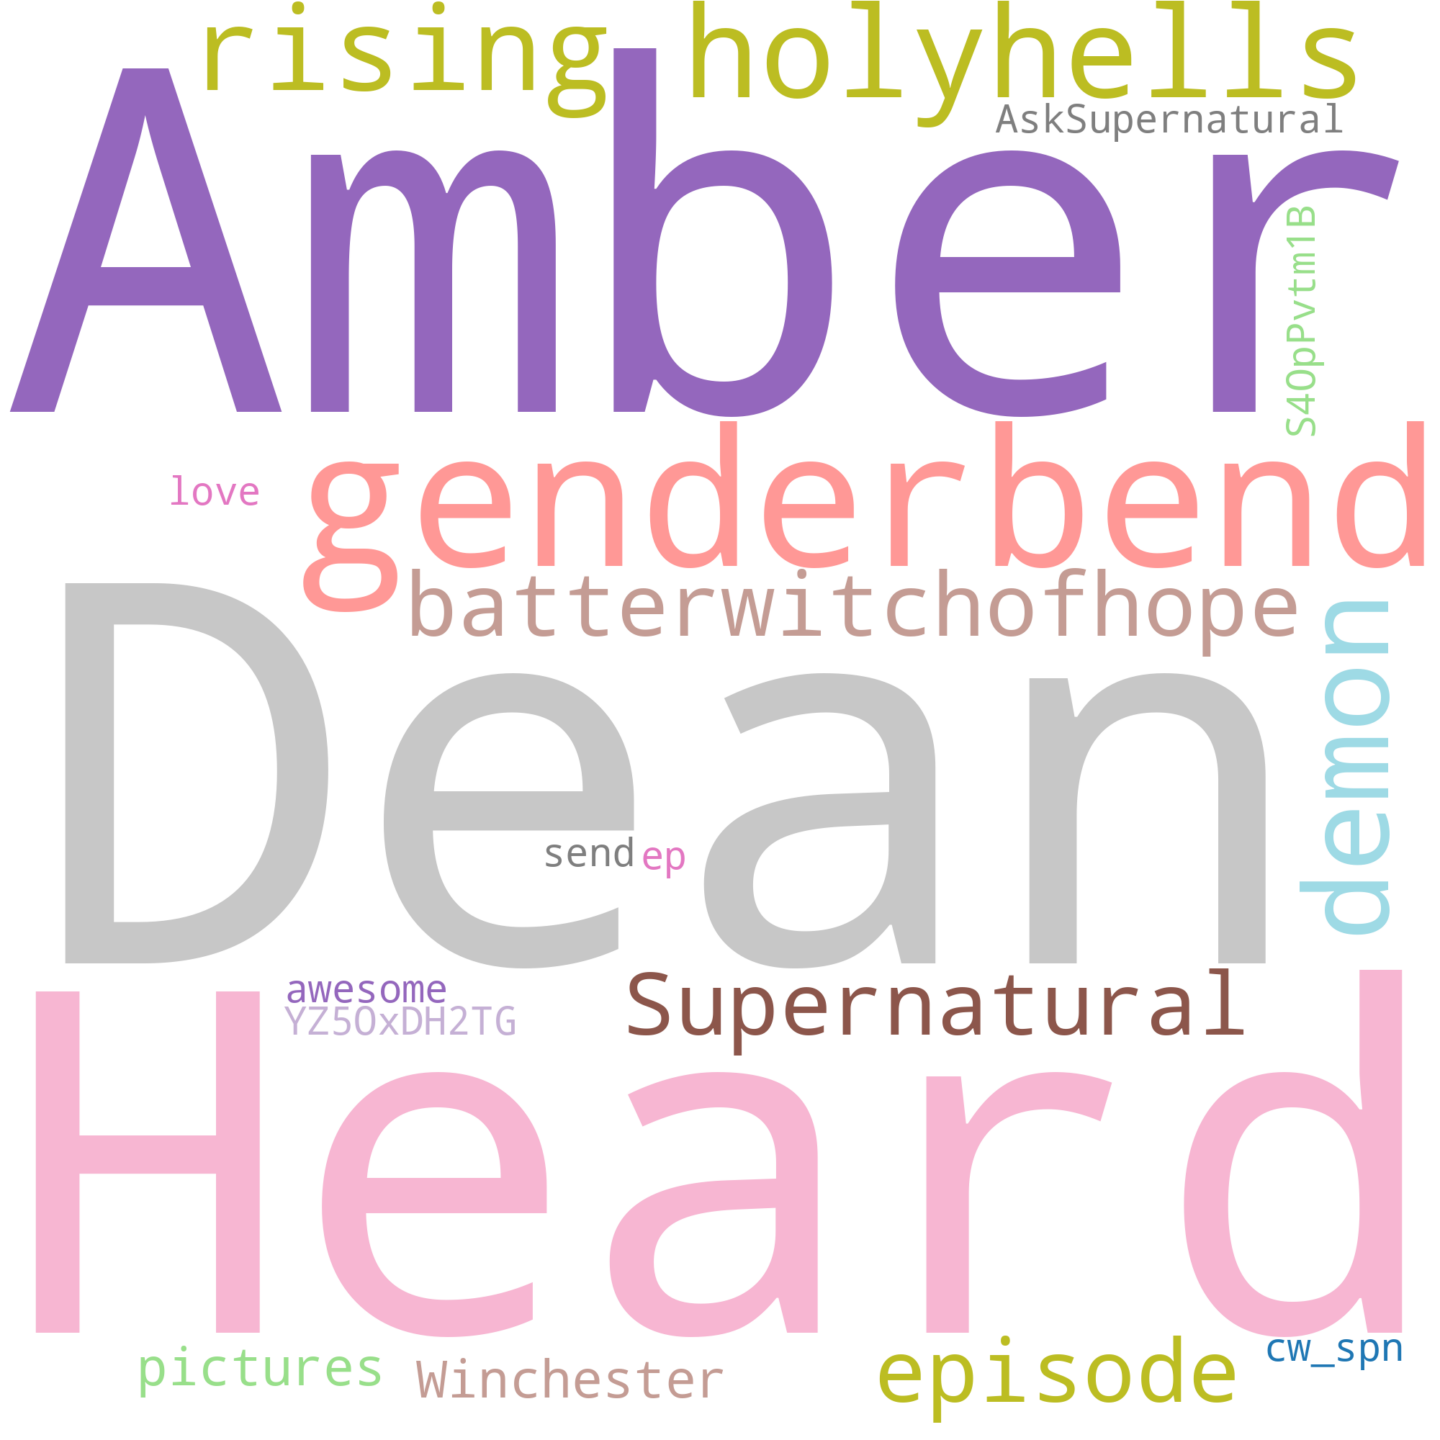 rising holyhells
AskSupernatural
Amber
S4OpPvtm1B
love
genderbend
batterwitchofhope
demon
Dean
send ep
awesome
YZ5OxDH2TG
Supernatural
Heard
pictures
Winchester
episode
cw_spn